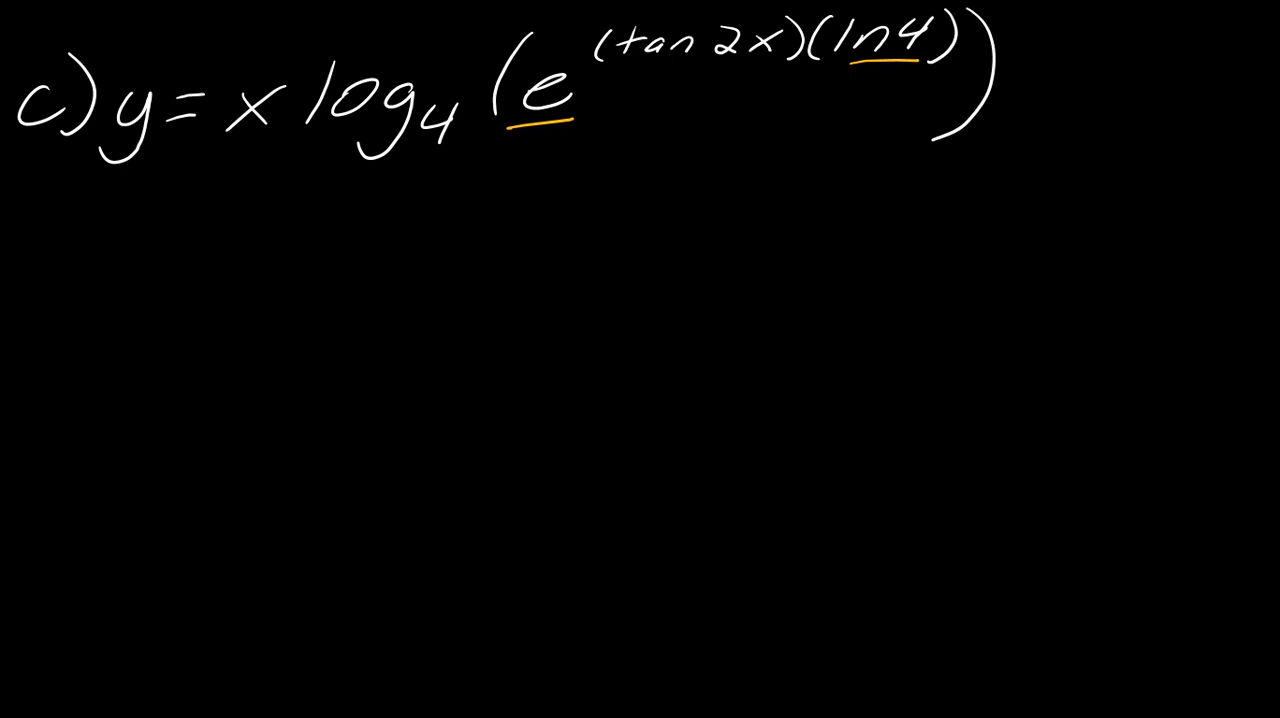 c) y = x log₄ (e^((tan 2x)(ln4)))